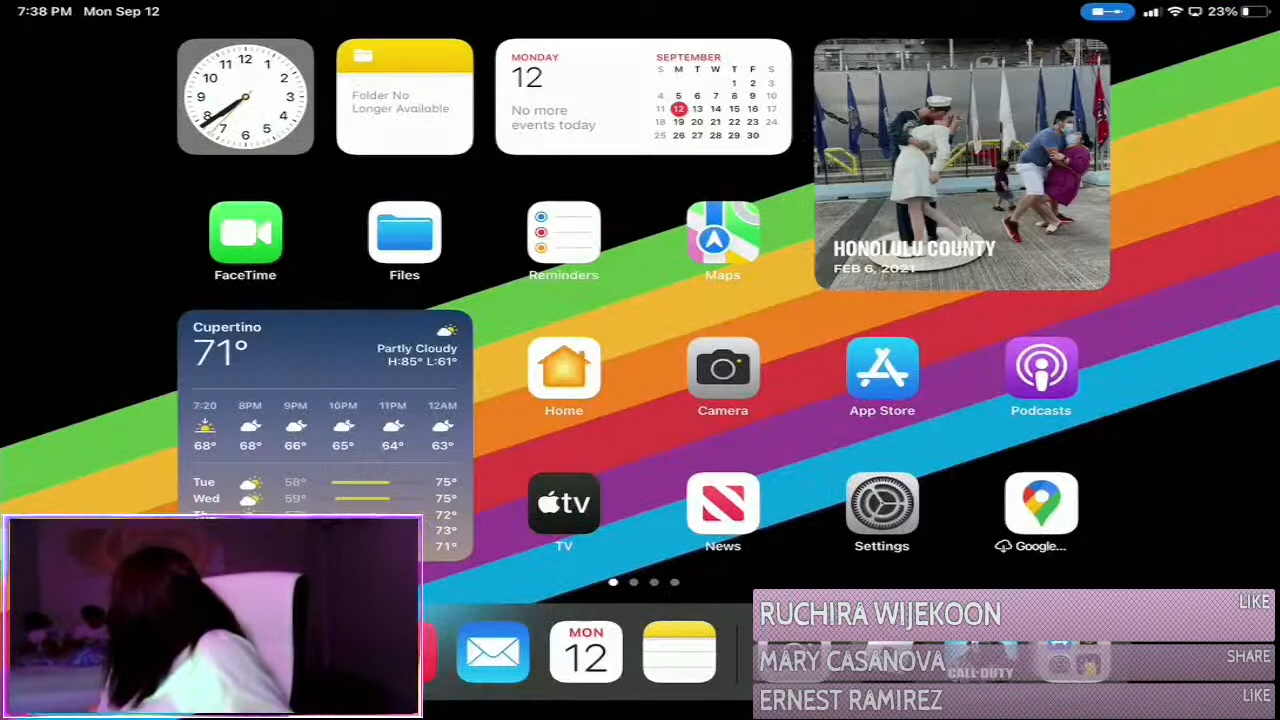 7:38 PM Mon Sep 12
23%
12
1
2
3
4
5
6
7
8
9
10
11
Folder No
Longer Available
MONDAY
12
No more
events today
SEPTEMBER
S M T W T F S
1 2 3
4 5 6 7 8 9 10
11 12 13 14 15 16 17
18 19 20 21 22 23 24
25 26 27 28 29 30
HONOLULU COUNTY
FEB 6, 2021
FaceTime
Files
Reminders
Maps
Cupertino
71°
Partly Cloudy
H:85° L:61°
7:20 8PM 9PM 10PM 11PM 12AM
68° 68° 66° 65° 64° 63°
Tue 58° 75°
Wed 59° 75°
72°
73°
71°
Home
Camera
App Store
Podcasts
tv
TV
News
Settings
Google...
MON
12
RUCHIRA WIJEKOON LIKE
MARY CASANOVA SHARE
CALL·DUTY
ERNEST RAMIREZ LIKE